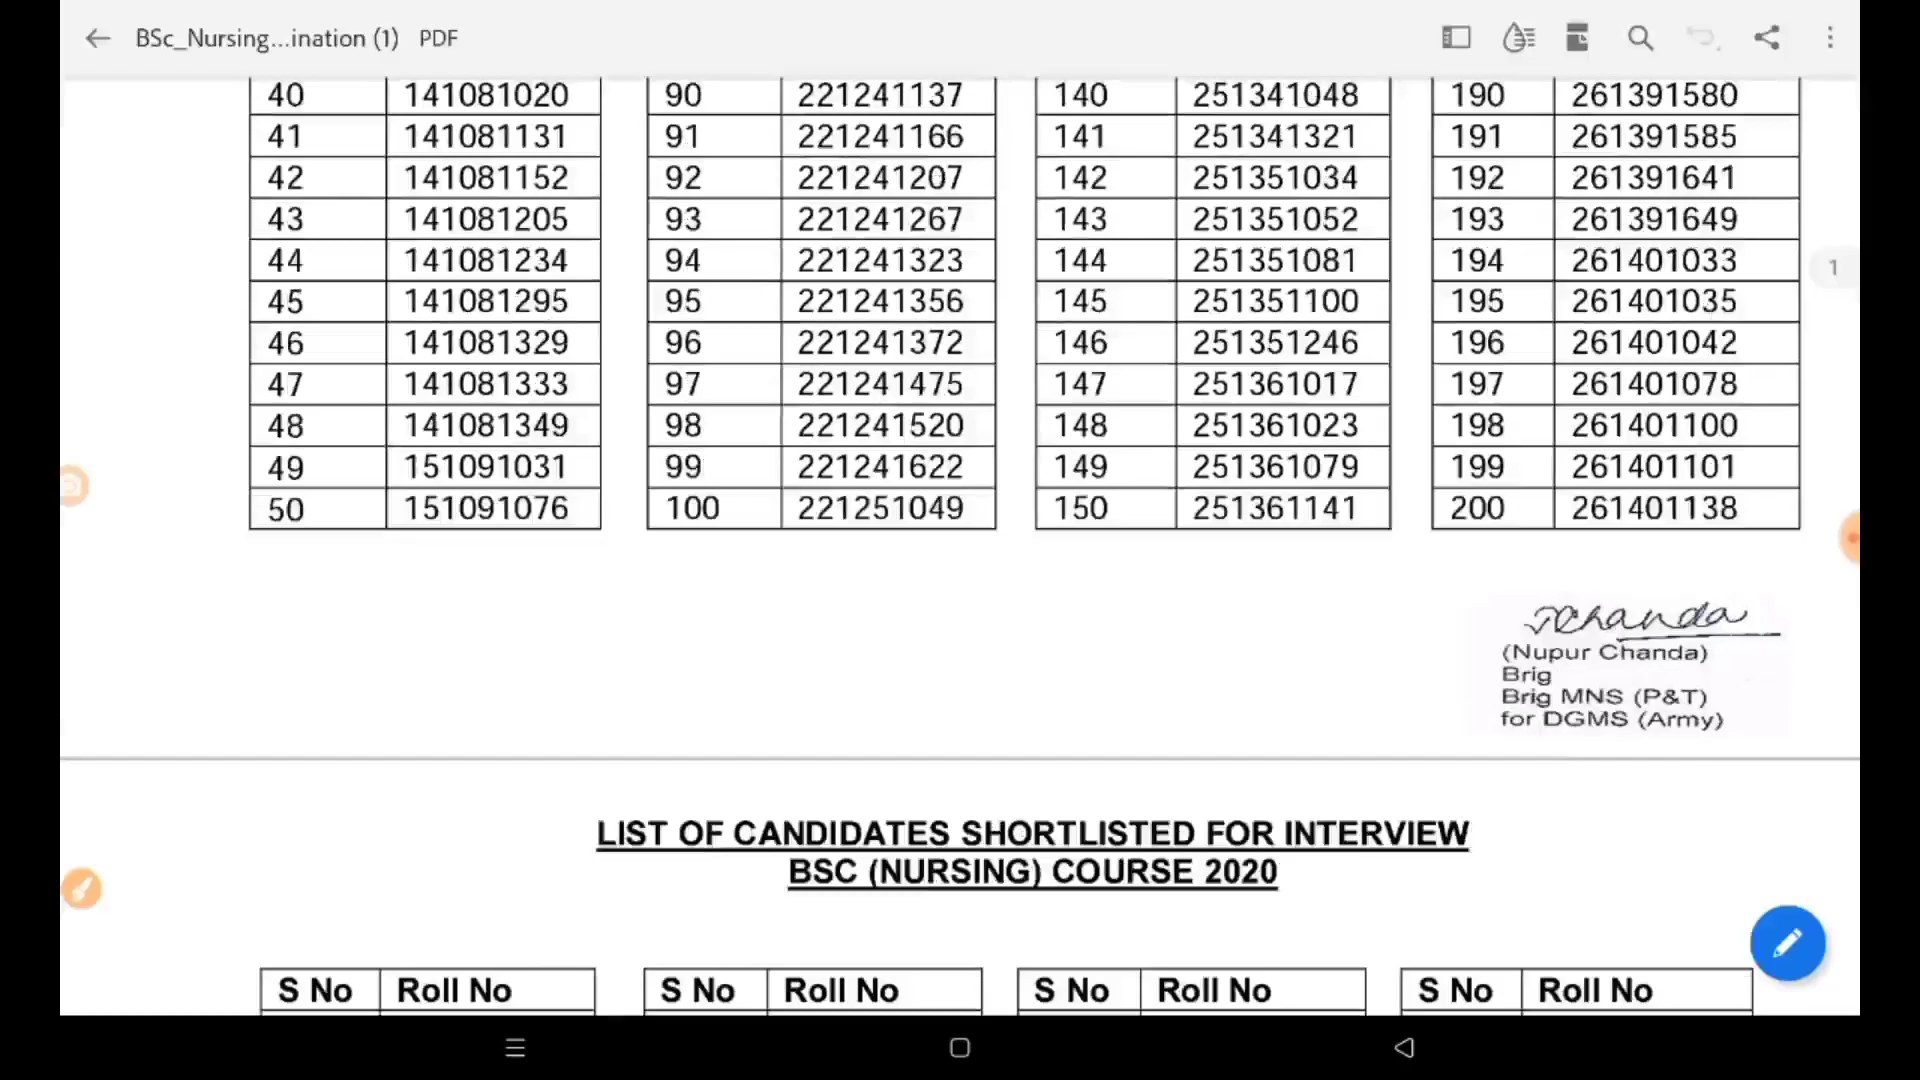 BSc_Nursing...ination (1) PDF
40 141081020 90 221241137 140 251341048 190 261391580
41 141081131 91 221241166 141 251341321 191 261391585
42 141081152 92 221241207 142 251351034 192 261391641
43 141081205 93 221241267 143 251351052 193 261391649
44 141081234 94 221241323 144 251351081 194 261401033
45 141081295 95 221241356 145 251351100 195 261401035
46 141081329 96 221241372 146 251351246 196 261401042
47 141081333 97 221241475 147 251361017 197 261401078
48 141081349 98 221241520 148 251361023 198 261401100
49 151091031 99 221241622 149 251361079 199 261401101
50 151091076 100 221251049 150 251361141 200 261401138
1
Chanda
(Nupur Chanda)
Brig
Brig MNS (P&T)
for DGMS (Army)
LIST OF CANDIDATES SHORTLISTED FOR INTERVIEW
BSC (NURSING) COURSE 2020
S No Roll No S No Roll No S No Roll No S No Roll No